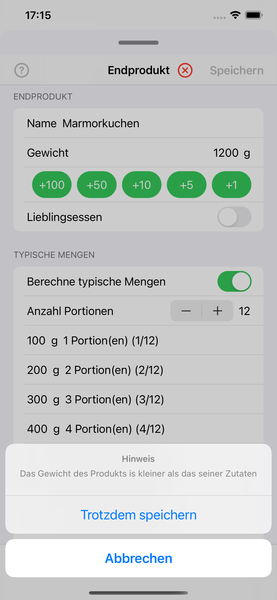 17:15
Endprodukt
Speichern
ENDPRODUKT
Name Marmorkuchen
Gewicht 1200 g
+100 +50 +10 +5 +1
Lieblingsessen
TYPISCHE MENGEN
Berechne typische Mengen
Anzahl Portionen 12
100 g 1 Portion(en) (1/12)
200 g 2 Portion(en) (2/12)
300 g 3 Portion(en) (3/12)
400 g 4 Portion(en) (4/12)
Hinweis
Das Gewicht des Produkts is kleiner als das seiner Zutaten
Trotzdem speichern
Abbrechen